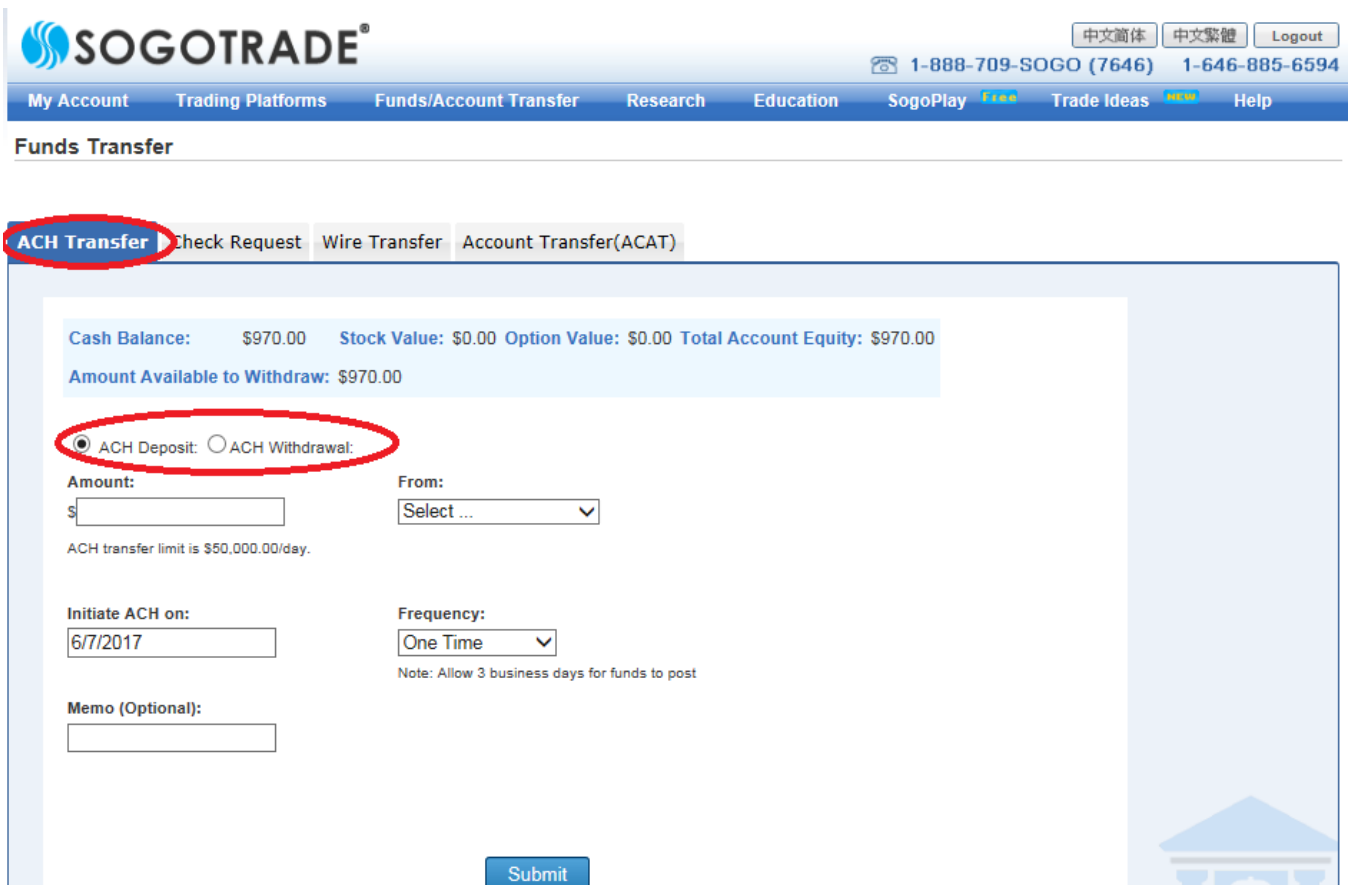 SOGOTRADE®
中文简体 中文繁體 Logout
1-888-709-SOGO (7646) 1-646-885-6594
My Account Trading Platforms Funds/Account Transfer Research Education SogoPlay Free Trade Ideas NEW Help
Funds Transfer
ACH Transfer Check Request Wire Transfer Account Transfer(ACAT)
Cash Balance: $970.00 Stock Value: $0.00 Option Value: $0.00 Total Account Equity: $970.00
Amount Available to Withdraw: $970.00
ACH Deposit: ACH Withdrawal:
Amount: From:
$ Select ...
ACH transfer limit is $50,000.00/day.
Initiate ACH on: Frequency:
6/7/2017 One Time
Note: Allow 3 business days for funds to post
Memo (Optional):
Submit